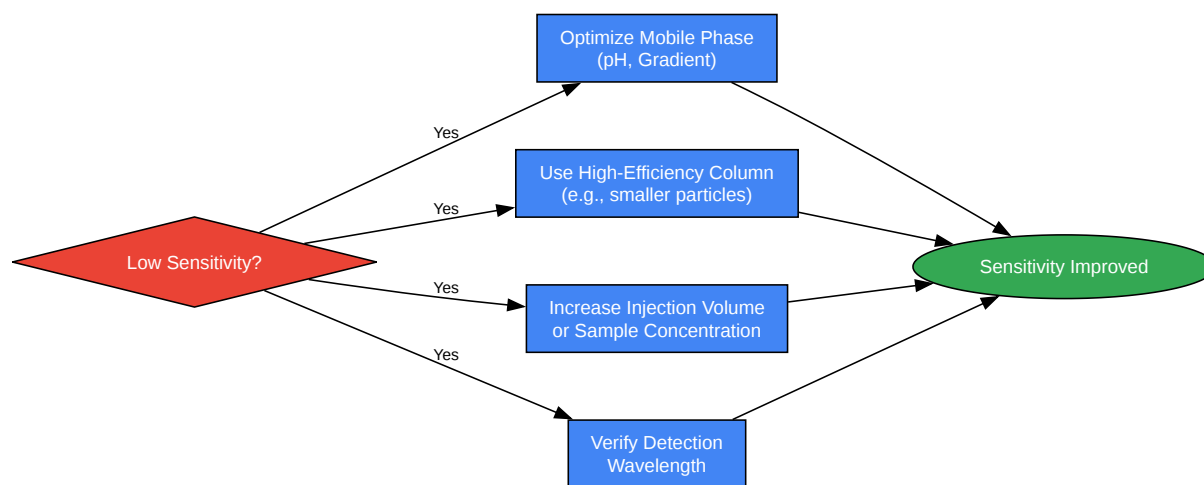 Optimize Mobile Phase
(pH, Gradient)
Yes
Use High-Efficiency Column
(e.g., smaller particles)
Yes
Low Sensitivity?
Sensitivity Improved
Yes
Increase Injection Volume
or Sample Concentration
Yes
Verify Detection
Wavelength